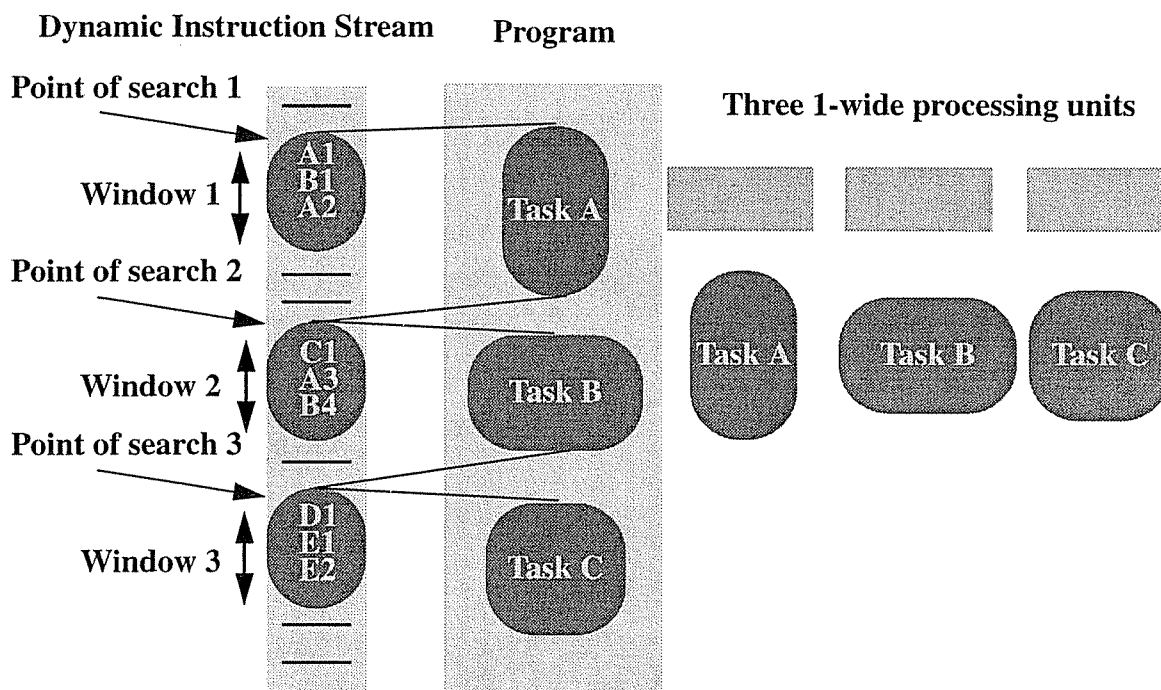 Dynamic Instruction Stream
Program
Point of search 1
Three 1-wide processing units
A1
B1
A2
Window 1
Task A
Point of search 2
C1
A3
B4
Window 2
Task B
Task A
Task B
Task C
Point of search 3
D1
E1
E2
Window 3
Task C